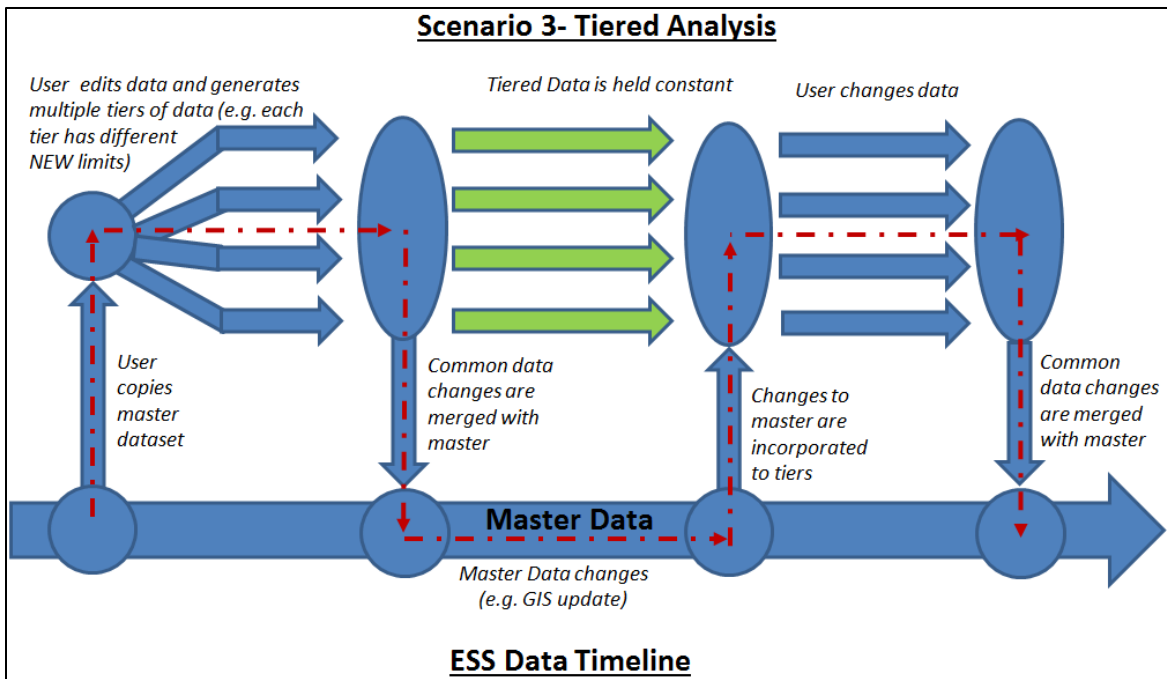 Scenario 3- Tiered Analysis
User edits data and generates
multiple tiers of data (e.g. each
tier has different
NEW limits)
Tiered Data is held constant
User changes data
User
copies
master
dataset
Common data
changes are
merged with
master
Changes to
master are
incorporated
to tiers
Common
data changes
are merged
with master
Master Data
Master Data changes
(e.g. GIS update)
ESS Data Timeline